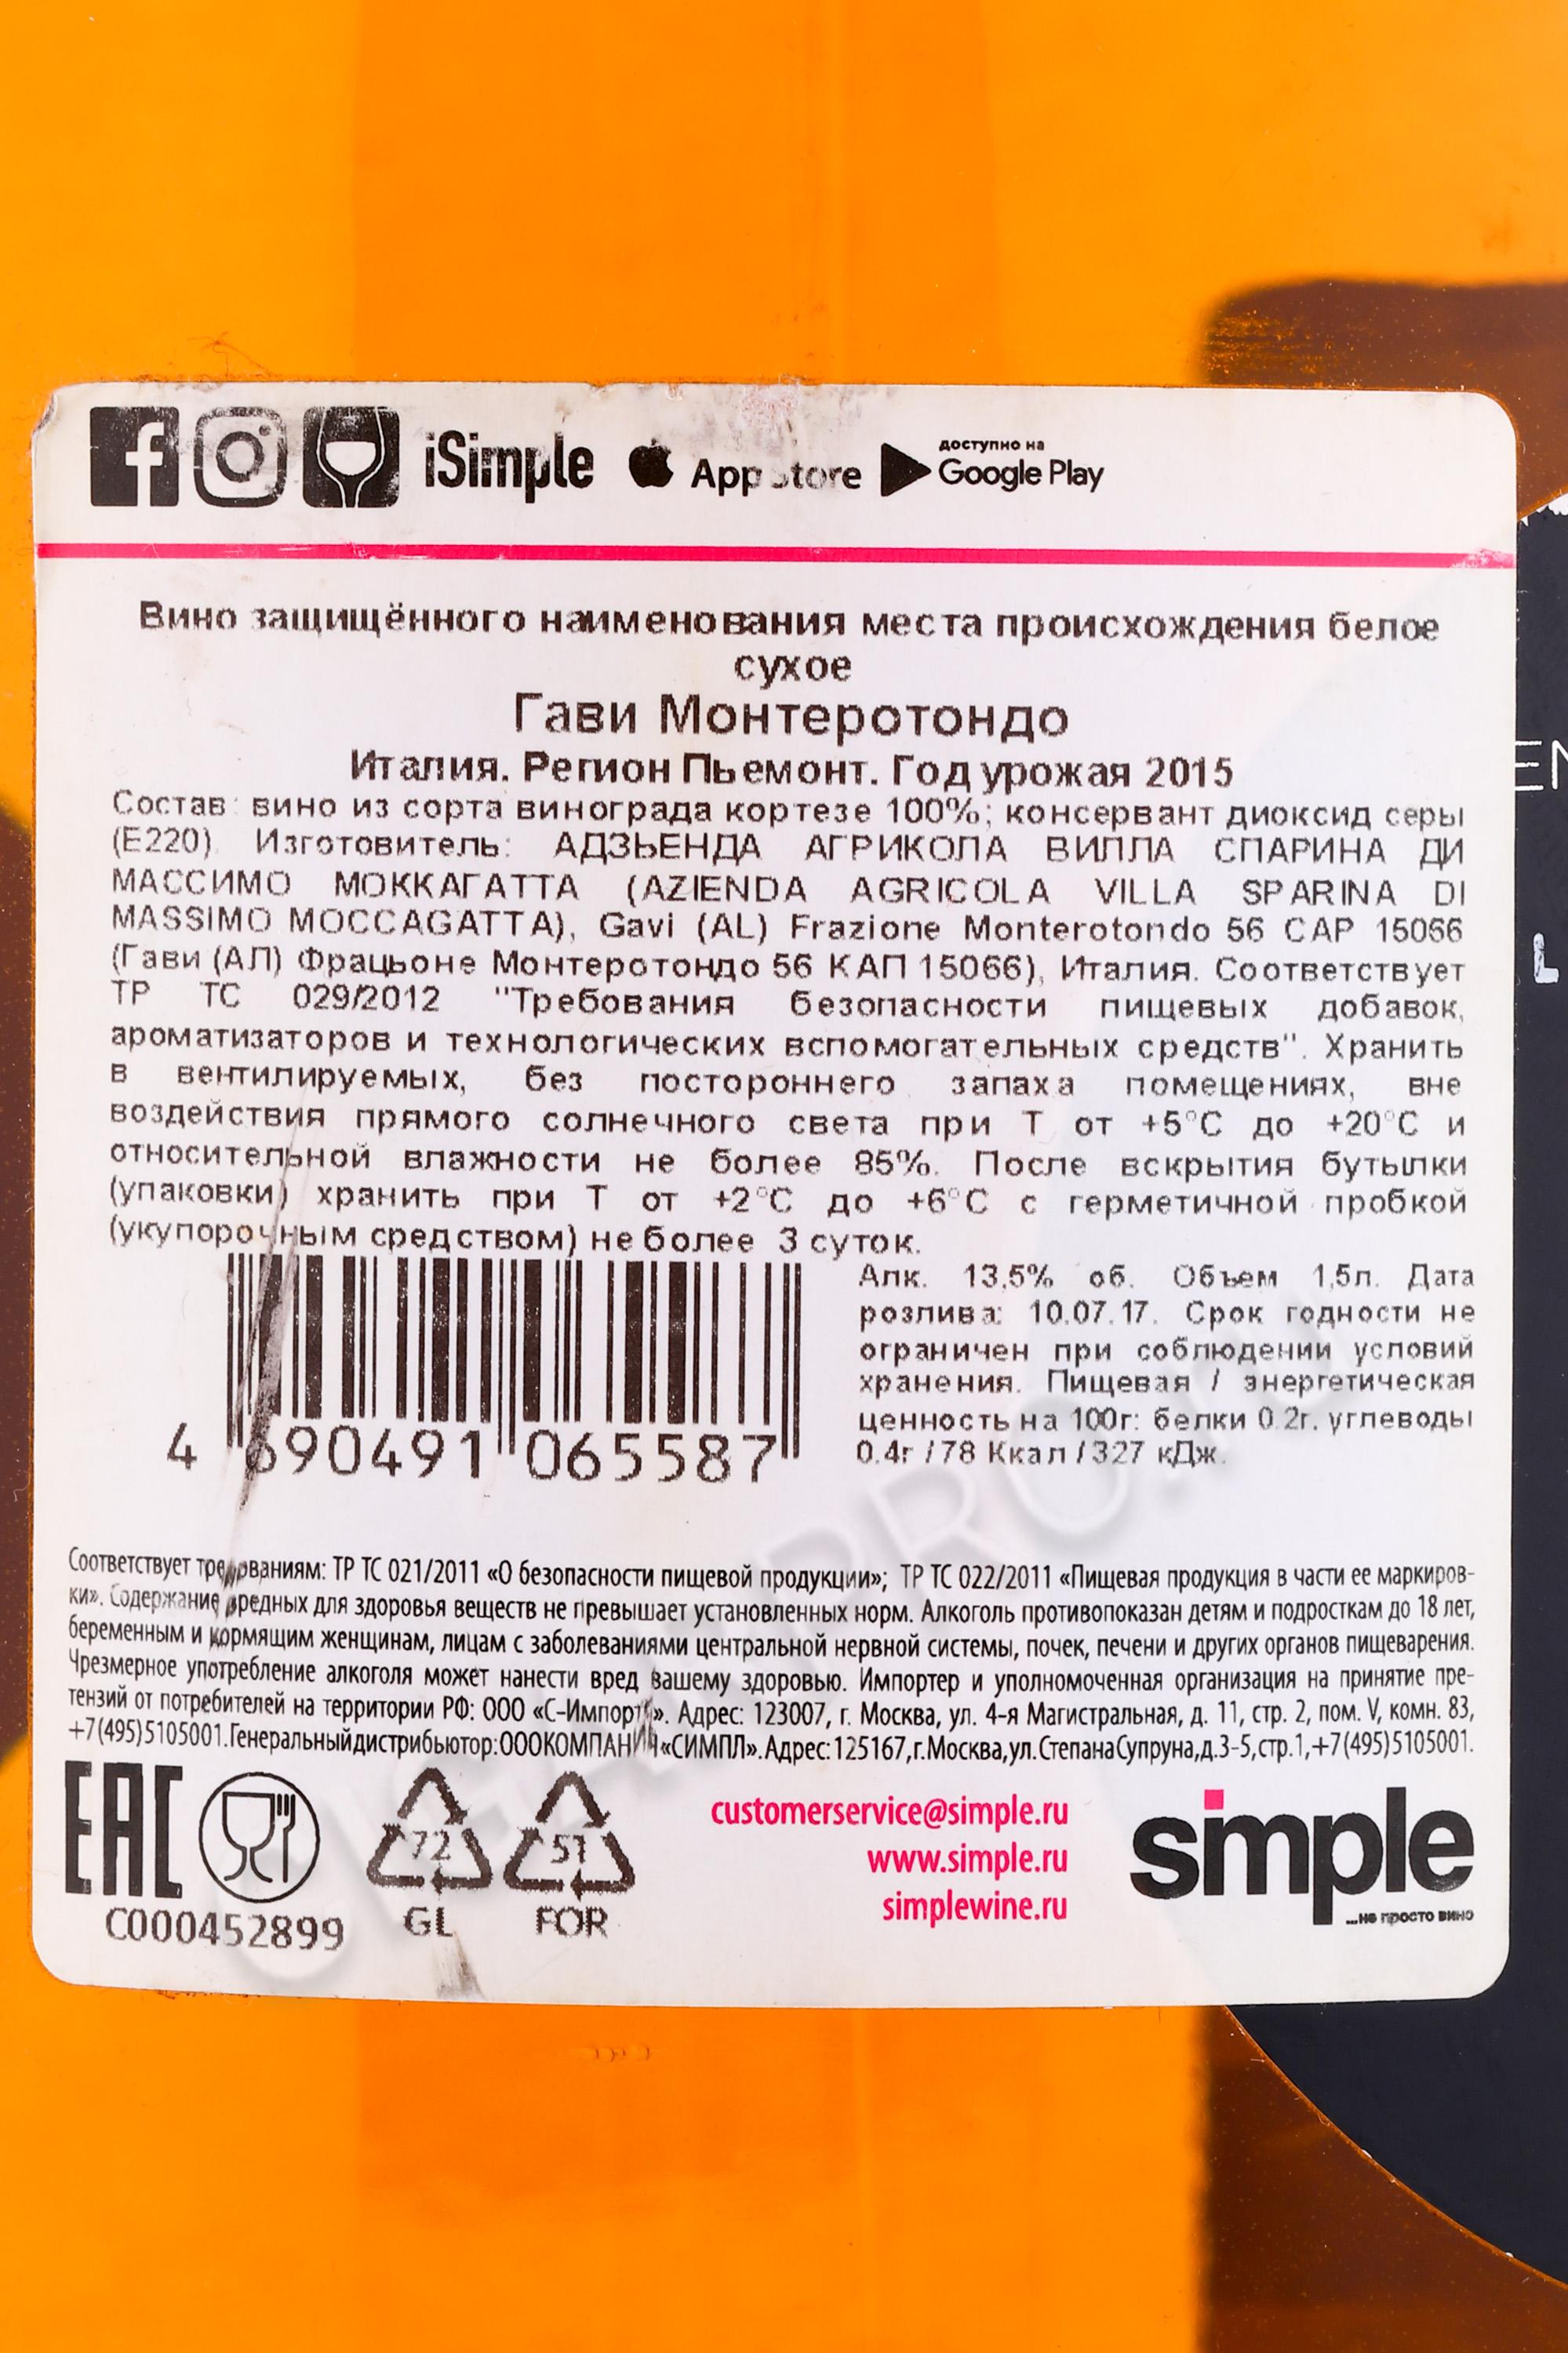 iSimple App Store доступно на Google Play
Вино защищённого наименования места происхождения белое
сухое
Гави Монтеротондо
Италия. Регион Пьемонт. Год урожая 2015
Состав: вино из сорта винограда кортезе 100%; консервант диоксид серы
(Е220). Изготовитель: АДЗЬЕНДА АГРИКОЛА ВИЛЛА СПАРИНА ДИ
МАССИМО МОККАГАТТА (AZIENDA AGRICOLA VILLA SPARINA DI
MASSIMO MOCCAGATTA), Gavi (AL) Frazione Monterotondo 56 CAP 15066
(Гави (АЛ) Фрацьоне Монтеротондо 56 КАП 15066), Италия. Соответствует
ТР ТС 029/2012 "Требования безопасности пищевых добавок,
ароматизаторов и технологических вспомогательных средств". Хранить
в вентилируемых, без постороннего запаха помещениях, вне
воздействия прямого солнечного света при Т от +5°С до +20°С и
относительной влажности не более 85%. После вскрытия бутылки
(упаковки) хранить при Т от +2°С до +6°С с герметичной пробкой
(укупорочным средством) не более 3 суток.
Алк. 13,5% об. Объем 1,5л. Дата
розлива: 10.07.17. Срок годности не
ограничен при соблюдении условий
хранения. Пищевая / энергетическая
ценность на 100г: белки 0.2г, углеводы
0.4г / 78 Ккал / 327 кДж.
4 690491 065587
Соответствует требованиям: ТР ТС 021/2011 «О безопасности пищевой продукции»; ТР ТС 022/2011 «Пищевая продукция в части ее маркиров-
ки». Содержание вредных для здоровья веществ не превышает установленных норм. Алкоголь противопоказан детям и подросткам до 18 лет,
беременным и кормящим женщинам, лицам с заболеваниями центральной нервной системы, почек, печени и других органов пищеварения.
Чрезмерное употребление алкоголя может нанести вред вашему здоровью. Импортер и уполномоченная организация на принятие пре-
тензий от потребителей на территории РФ: ООО «С-Импорт». Адрес: 123007, г. Москва, ул. 4-я Магистральная, д. 11, стр. 2, пом. V, комн. 83,
+7(495)5105001. Генеральный дистрибьютор: ООО КОМПАНИЯ «СИМПЛ». Адрес: 125167, г. Москва, ул. Степана Супруна, д. 3-5, стр. 1, +7(495)5105001.
EAC
72
GL
51
FOR
C000452899
customerservice@simple.ru
www.simple.ru
simplewine.ru
simple
...не просто вино
EN